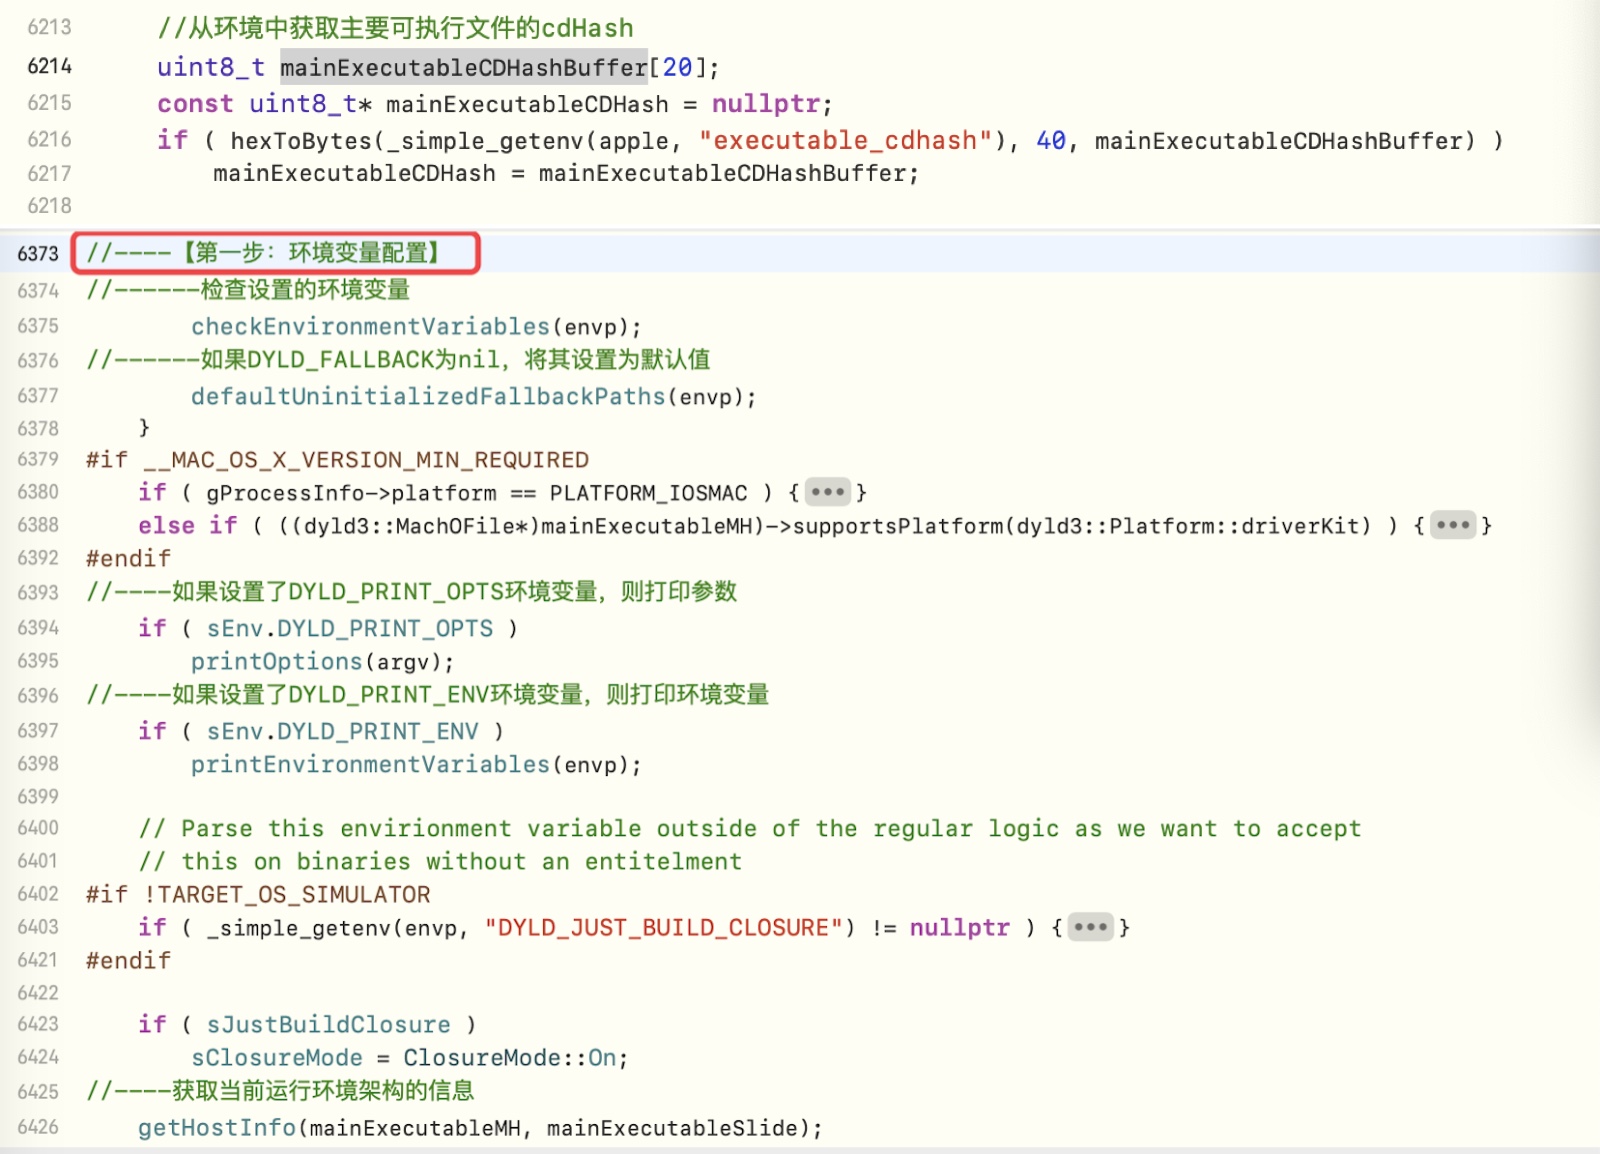 6213 //从环境中获取主要可执行文件的cdHash
6214 uint8_t mainExecutableCDHashBuffer[20];
6215 const uint8_t* mainExecutableCDHash = nullptr;
6216 if ( hexToBytes(_simple_getenv(apple, "executable_cdhash"), 40, mainExecutableCDHashBuffer) )
6217 mainExecutableCDHash = mainExecutableCDHashBuffer;
6218
6373 //----【第一步：环境变量配置】
6374 //------检查设置的环境变量
6375 checkEnvironmentVariables(envp);
6376 //------如果DYLD_FALLBACK为nil，将其设置为默认值
6377 defaultUninitializedFallbackPaths(envp);
6378 }
6379 #if __MAC_OS_X_VERSION_MIN_REQUIRED
6380 if ( gProcessInfo->platform == PLATFORM_IOSMAC ) {•••}
6388 else if ( ((dyld3::MachOFile*)mainExecutableMH)->supportsPlatform(dyld3::Platform::driverKit) ) {•••}
6392 #endif
6393 //----如果设置了DYLD_PRINT_OPTS环境变量，则打印参数
6394 if ( sEnv.DYLD_PRINT_OPTS )
6395 printOptions(argv);
6396 //----如果设置了DYLD_PRINT_ENV环境变量，则打印环境变量
6397 if ( sEnv.DYLD_PRINT_ENV )
6398 printEnvironmentVariables(envp);
6399
6400 // Parse this envirionment variable outside of the regular logic as we want to accept
6401 // this on binaries without an entitelment
6402 #if !TARGET_OS_SIMULATOR
6403 if ( _simple_getenv(envp, "DYLD_JUST_BUILD_CLOSURE") != nullptr ) {•••}
6421 #endif
6422
6423 if ( sJustBuildClosure )
6424 sClosureMode = ClosureMode::On;
6425 //----获取当前运行环境架构的信息
6426 getHostInfo(mainExecutableMH, mainExecutableSlide);